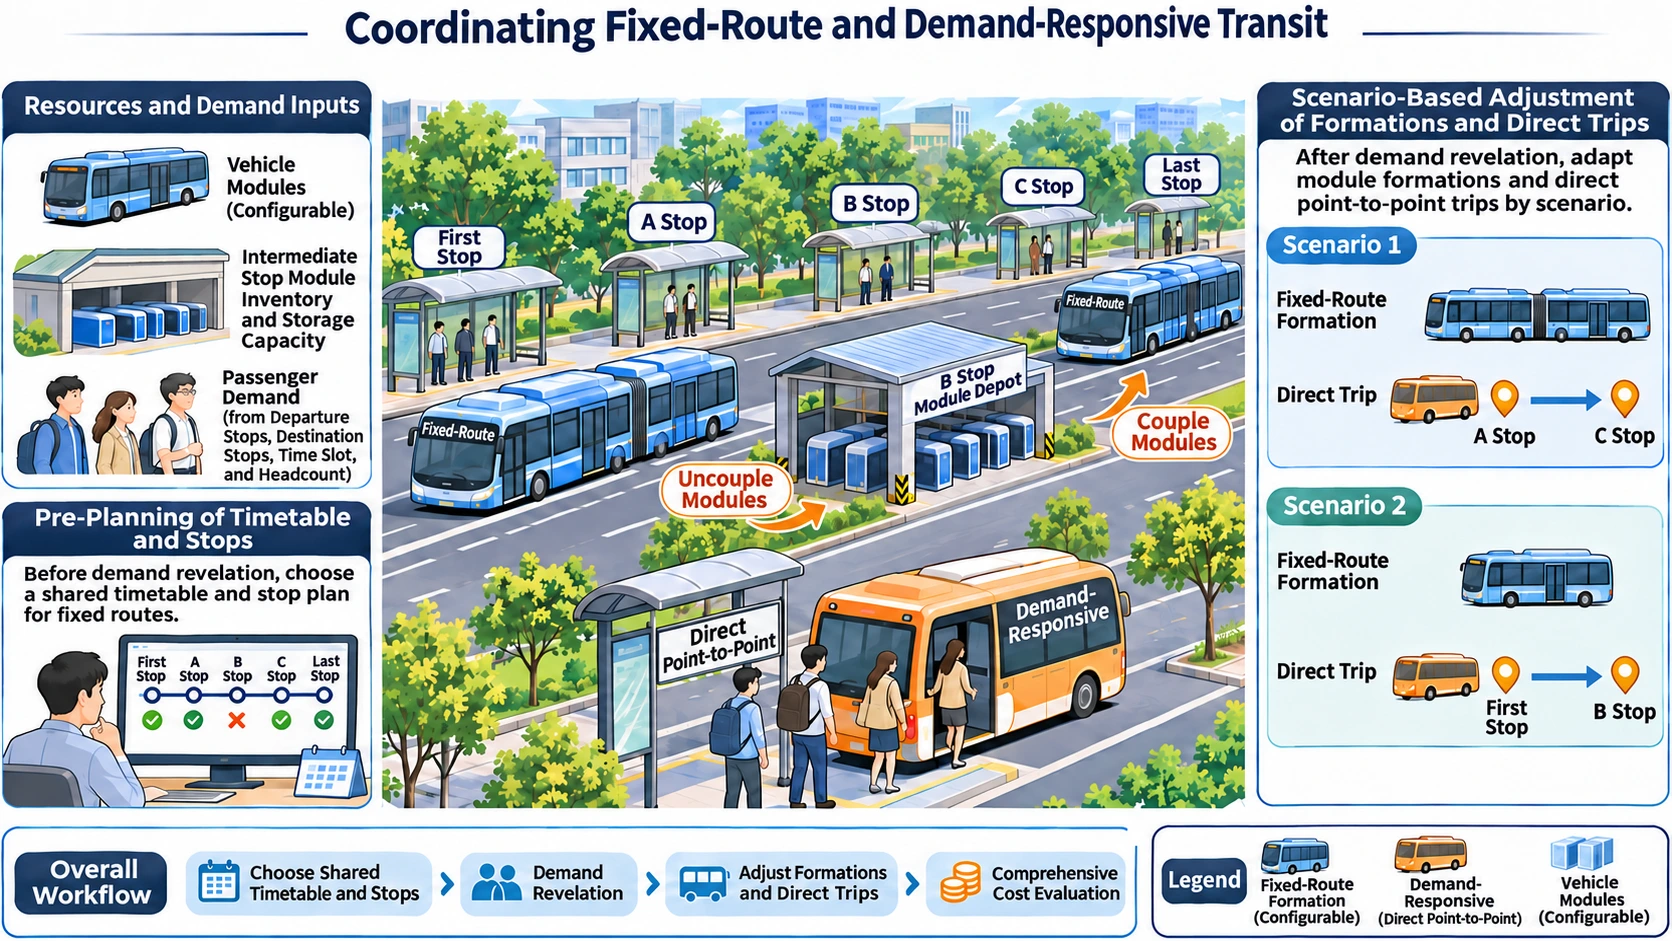 Coordinating Fixed-Route and Demand-Responsive Transit
Resources and Demand Inputs
Vehicle
Modules
(Configurable)
Intermediate
Stop Module
Inventory
and Storage
Capacity
Passenger
Demand
(from Departure
Stops, Destination
Stops, Time Slot,
and Headcount)
Pre-Planning of Timetable
and Stops
Before demand revelation, choose
a shared timetable and stop plan
for fixed routes.
First
Stop
A
Stop
B
Stop
C
Stop
Last
Stop
First
Stop
A Stop
B Stop
C Stop
Last
Stop
Fixed-Route
Fixed-Route
B Stop
Module Depot
Couple
Modules
Uncouple
Modules
Direct
Point-to-Point
Demand-
Responsive
Scenario-Based Adjustment
of Formations and Direct Trips
After demand revelation, adapt
module formations and direct
point-to-point trips by scenario.
Scenario 1
Fixed-Route
Formation
Direct Trip
A Stop
C Stop
Scenario 2
Fixed-Route
Formation
Direct Trip
First
Stop
B Stop
Overall
Workflow
Choose Shared
Timetable and Stops
Demand
Revelation
Adjust Formations
and Direct Trips
Comprehensive
Cost Evaluation
Legend
Fixed-Route
Formation
(Configurable)
Demand-
Responsive
(Direct Point-to-Point)
Vehicle
Modules
(Configurable)